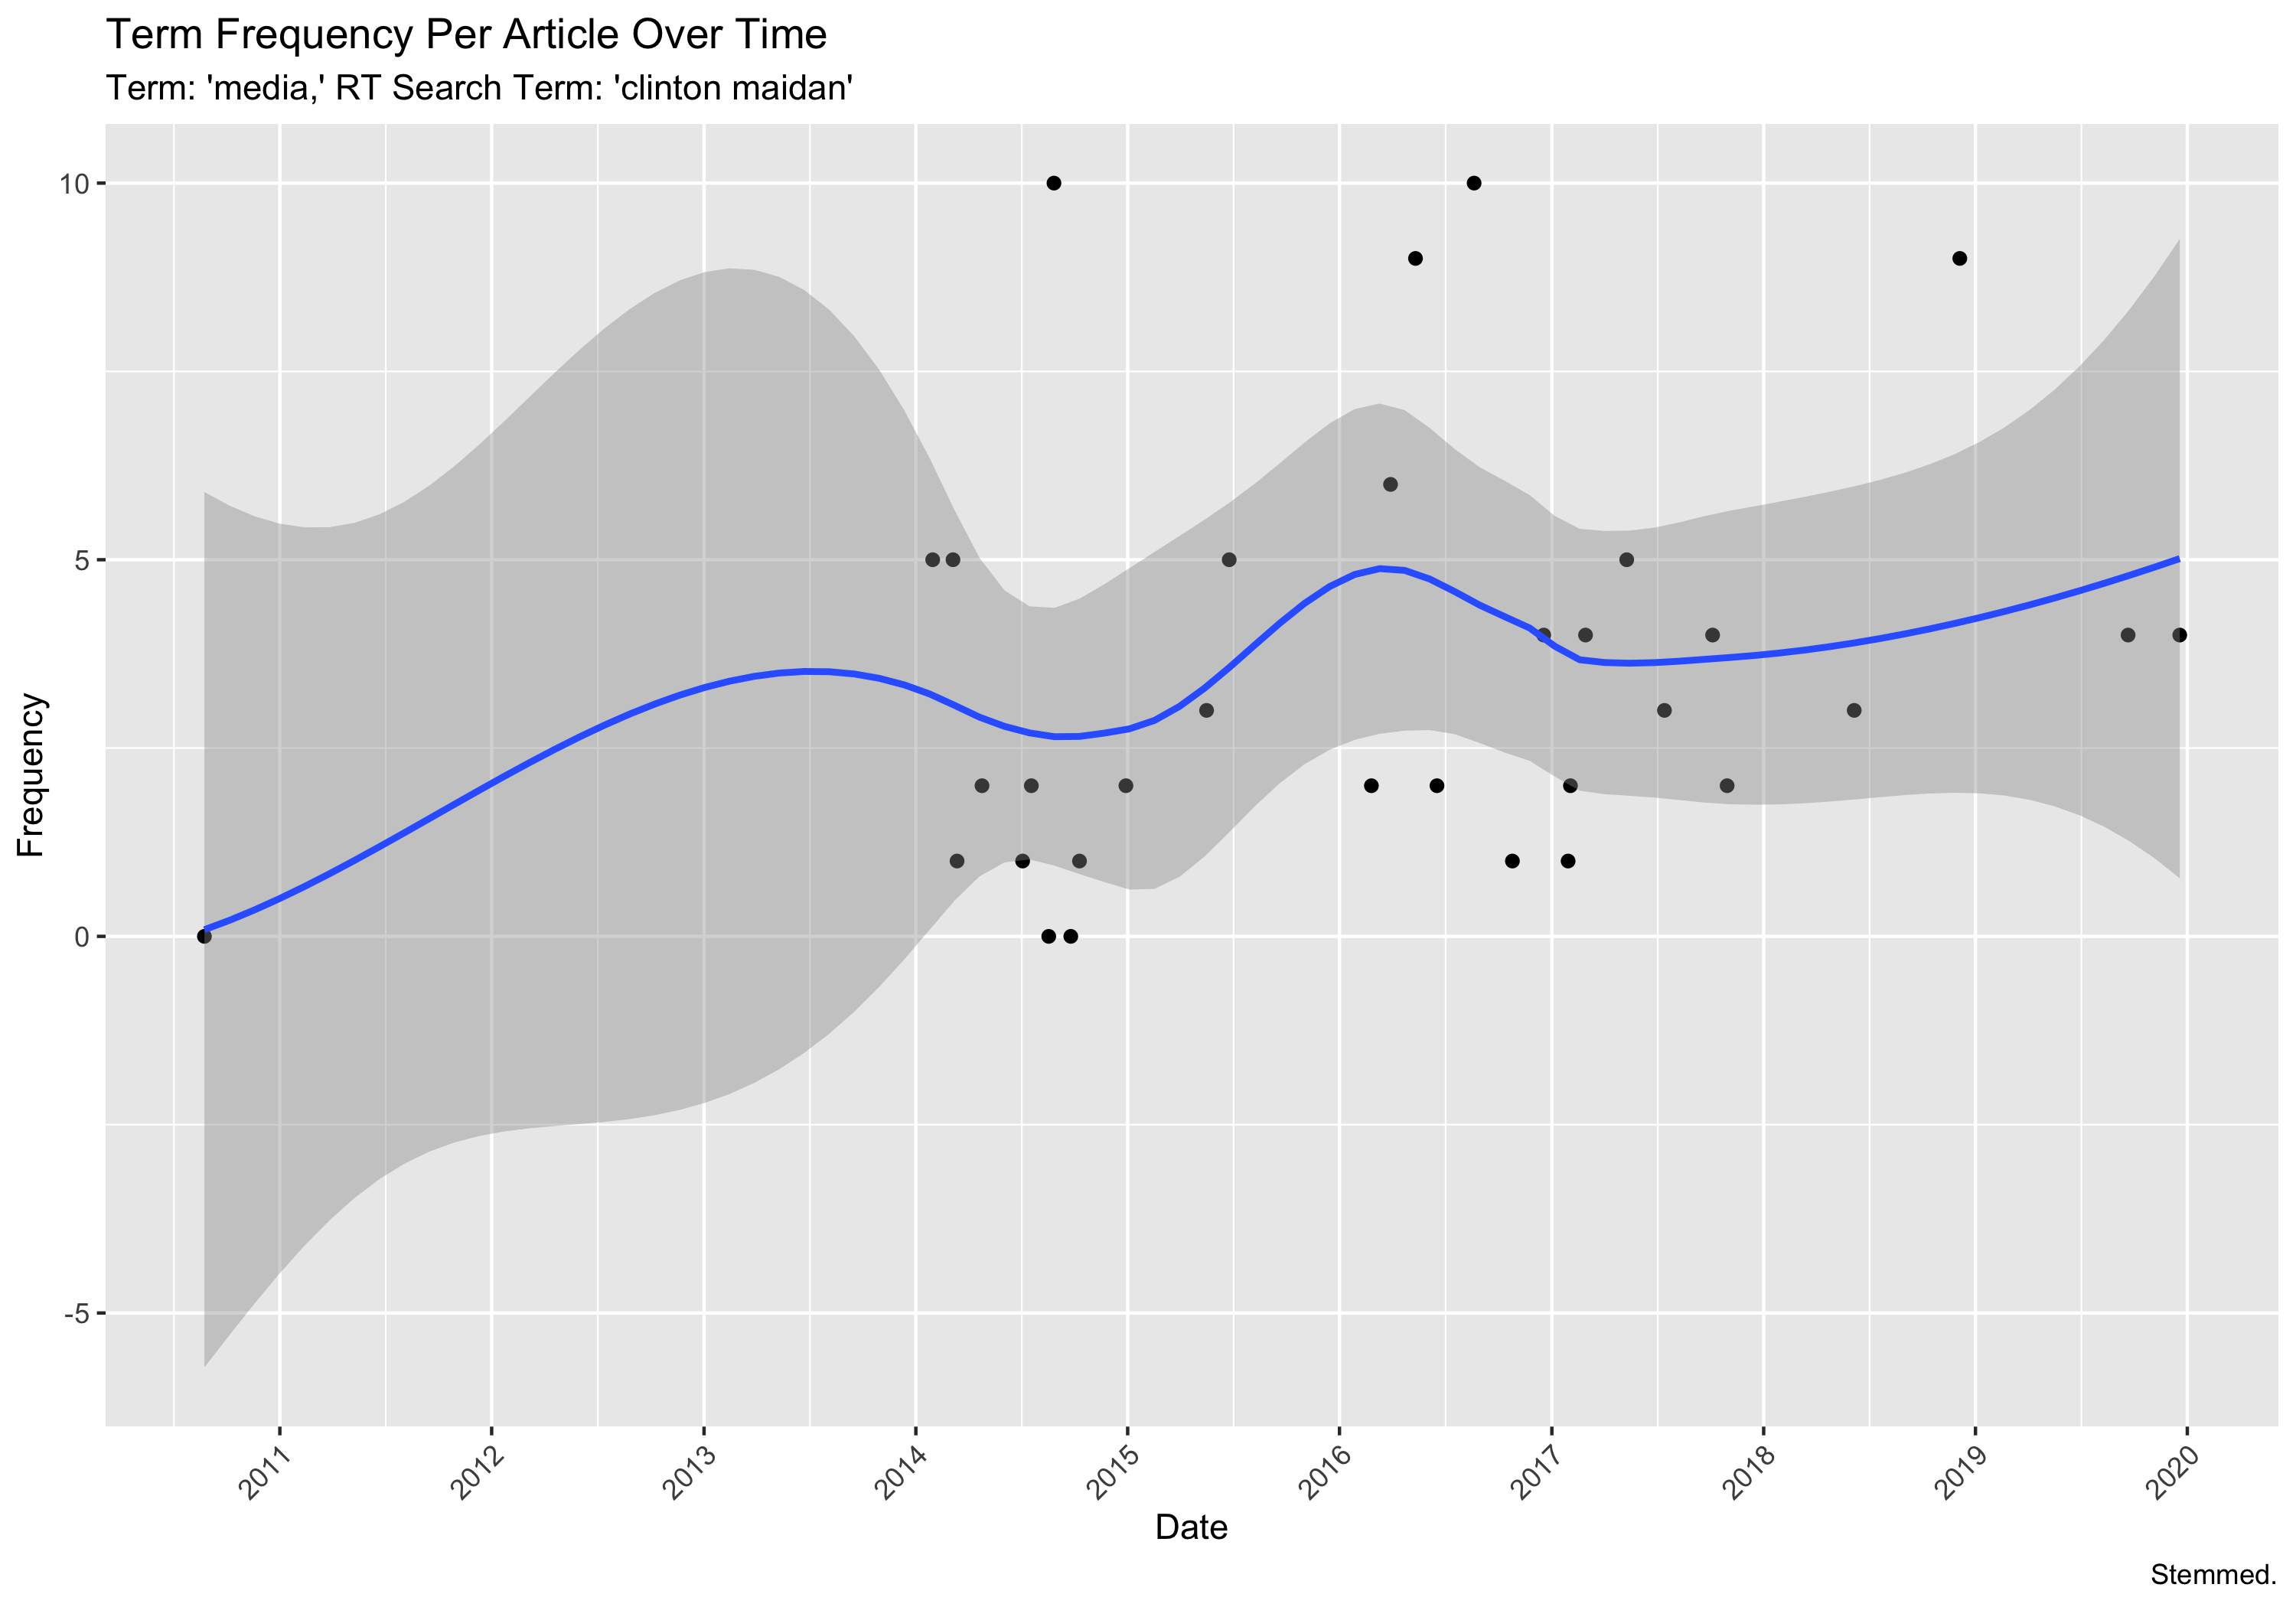 Term Frequency Per Article Over Time
Term: 'media,' RT Search Term: 'clinton maidan'
10
5
0
-5
Frequency
2011
2012
2013
2014
2015
2016
2017
2018
2019
2020
Date
Stemmed.